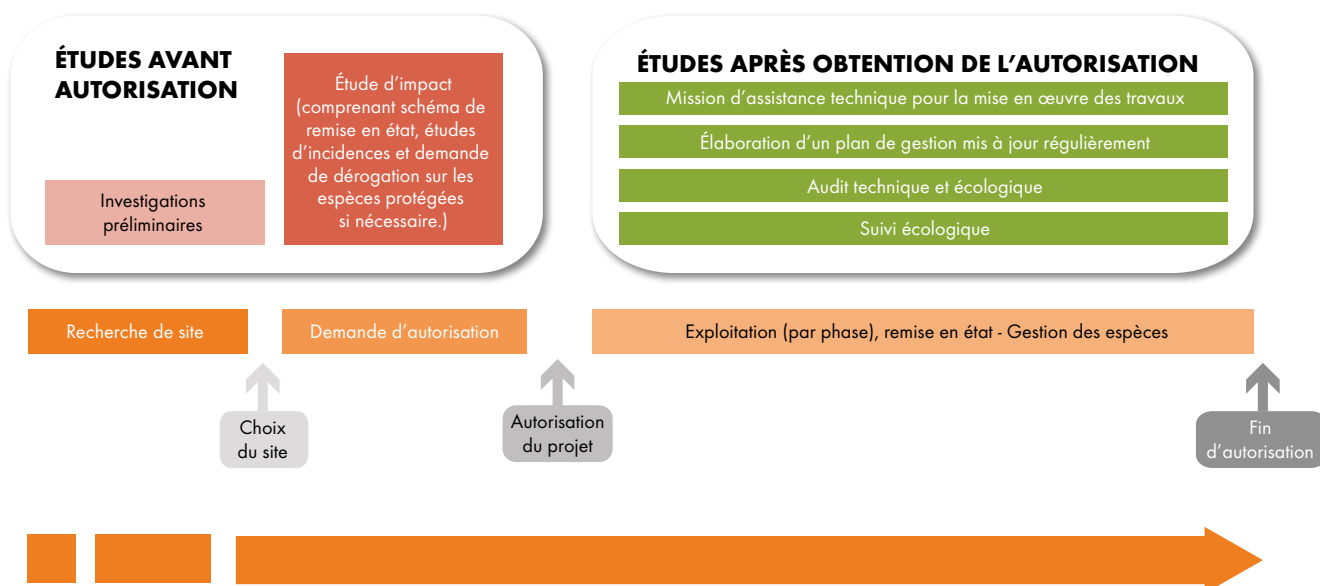 ÉTUDES AVANT
AUTORISATION
Investigations
préliminaires
Étude d'impact
(comprenant schéma de
remise en état, études
d'incidences et demande
de dérogation sur les
espèces protégées
si nécessaire.)
ÉTUDES APRÈS OBTENTION DE L'AUTORISATION
Mission d'assistance technique pour la mise en œuvre des travaux
Élaboration d'un plan de gestion mis à jour régulièrement
Audit technique et écologique
Suivi écologique
Recherche de site
Demande d'autorisation
Exploitation (par phase), remise en état - Gestion des espèces
Choix
du site
Autorisation
du projet
Fin
d'autorisation